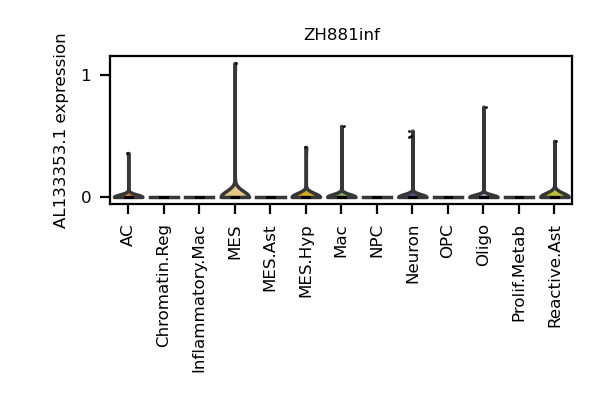 ZH881inf
AL133353.1 expression
1
0
AC
Chromatin.Reg
Inflammatory.Mac
MES
MES.Ast
MES.Hyp
Mac
NPC
Neuron
OPC
Oligo
Prolif.Metab
Reactive.Ast